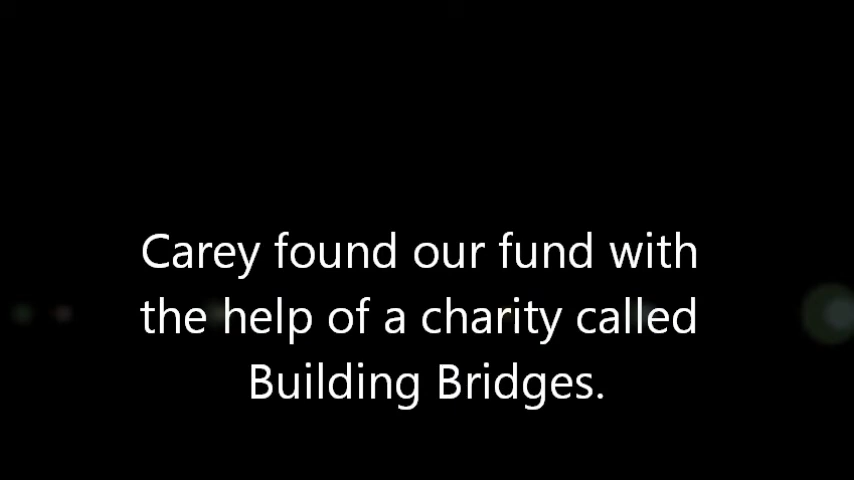 Carey found our fund with
the help of a charity called
Building Bridges.